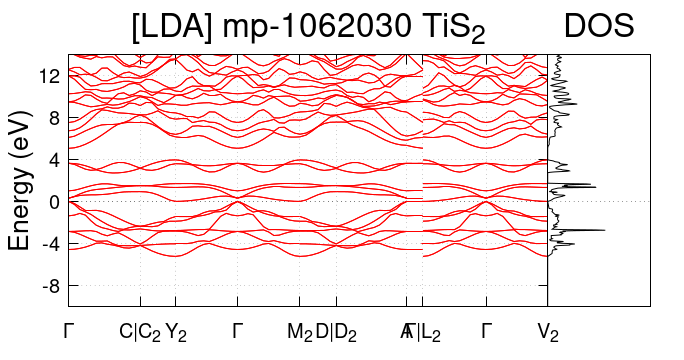 [LDA] mp-1062030 TiS2 DOS
Energy (eV)
12
8
4
0
-4
-8
Γ C|C2 Y2 Γ M2 D|D2 Γ|L2 Γ V2